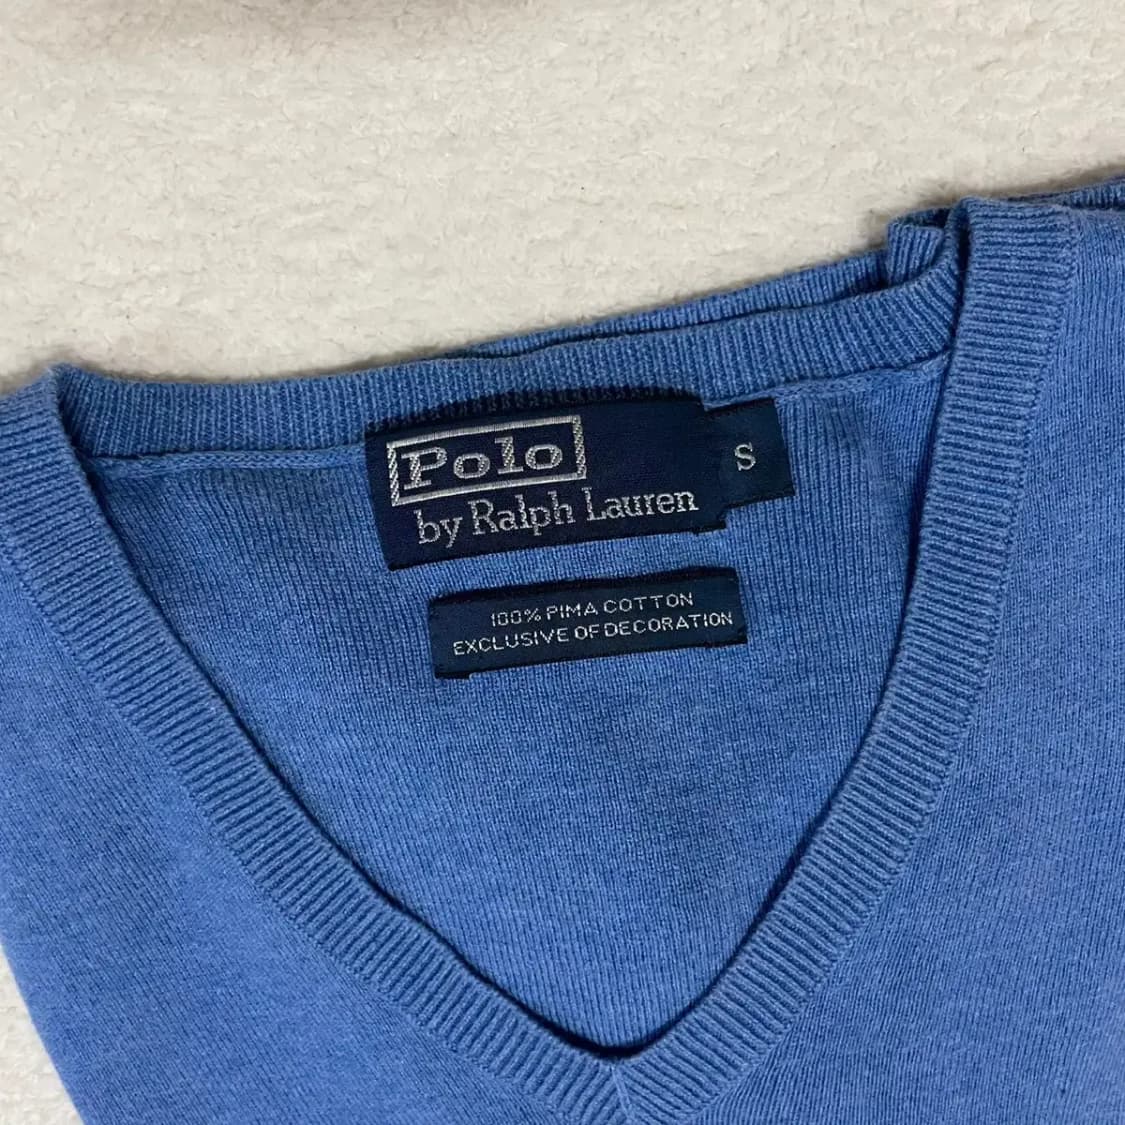 Polo
by Ralph Lauren
S
100% PIMA COTTON
EXCLUSIVE OF DECORATION